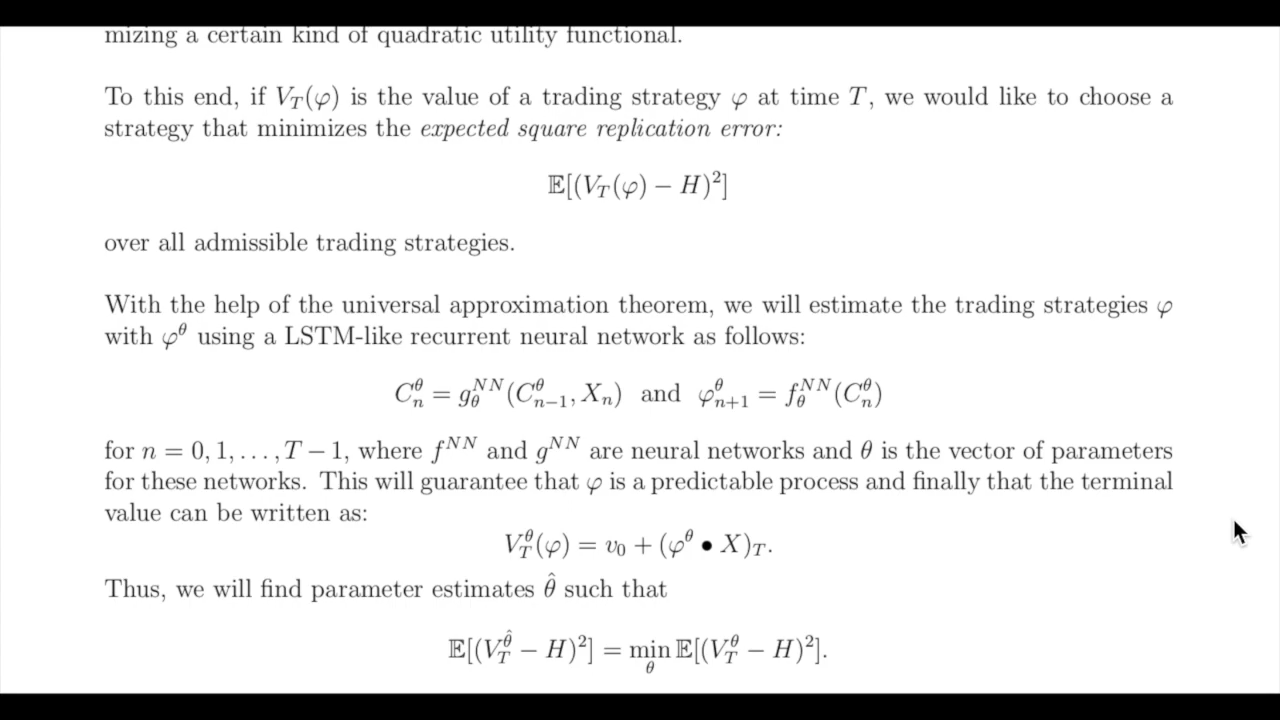 mizing a certain kind of quadratic utility functional.
To this end, if V_T(φ) is the value of a trading strategy φ at time T, we would like to choose a
strategy that minimizes the expected square replication error:
𝔼[(V_T(φ) − H)²]
over all admissible trading strategies.
With the help of the universal approximation theorem, we will estimate the trading strategies φ
with φ^θ using a LSTM-like recurrent neural network as follows:
C_n^θ = g_θ^{NN}(C_{n−1}^θ, X_n) and φ_{n+1}^θ = f_θ^{NN}(C_n^θ)
for n = 0, 1, . . . , T − 1, where f^{NN} and g^{NN} are neural networks and θ is the vector of parameters
for these networks. This will guarantee that φ is a predictable process and finally that the terminal
value can be written as:
V_T^θ(φ) = v_0 + (φ^θ • X)_T.
Thus, we will find parameter estimates θ̂ such that
𝔼[(V_T^{θ̂} − H)²] = min_θ 𝔼[(V_T^θ − H)²].